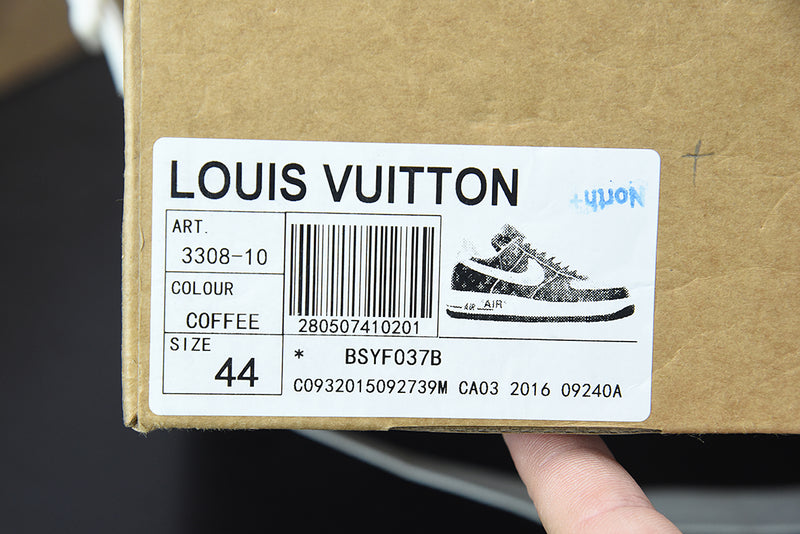 LOUIS VUITTON
North+
ART.
3308-10
COLOUR
COFFEE
SIZE
44
280507410201
AIR "AIR"
* BSYF037B
C0932015092739M CA03 2016 09240A